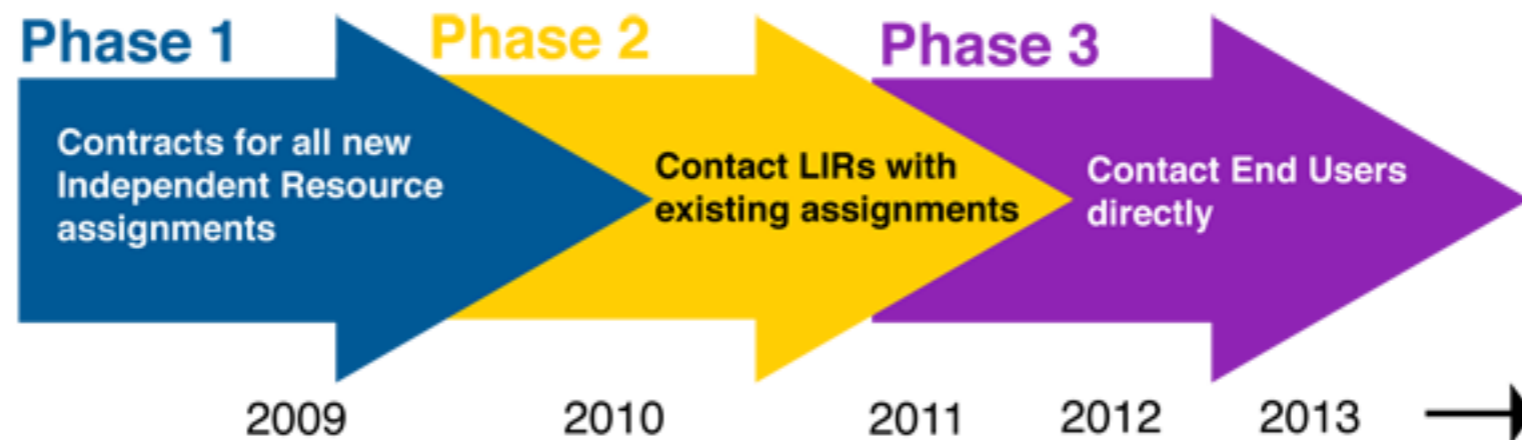 Phase 1
Phase 2
Phase 3
Contracts for all new
Independent Resource
assignments
Contact LIRs with
existing assignments
Contact End Users
directly
2009
2010
2011
2012
2013